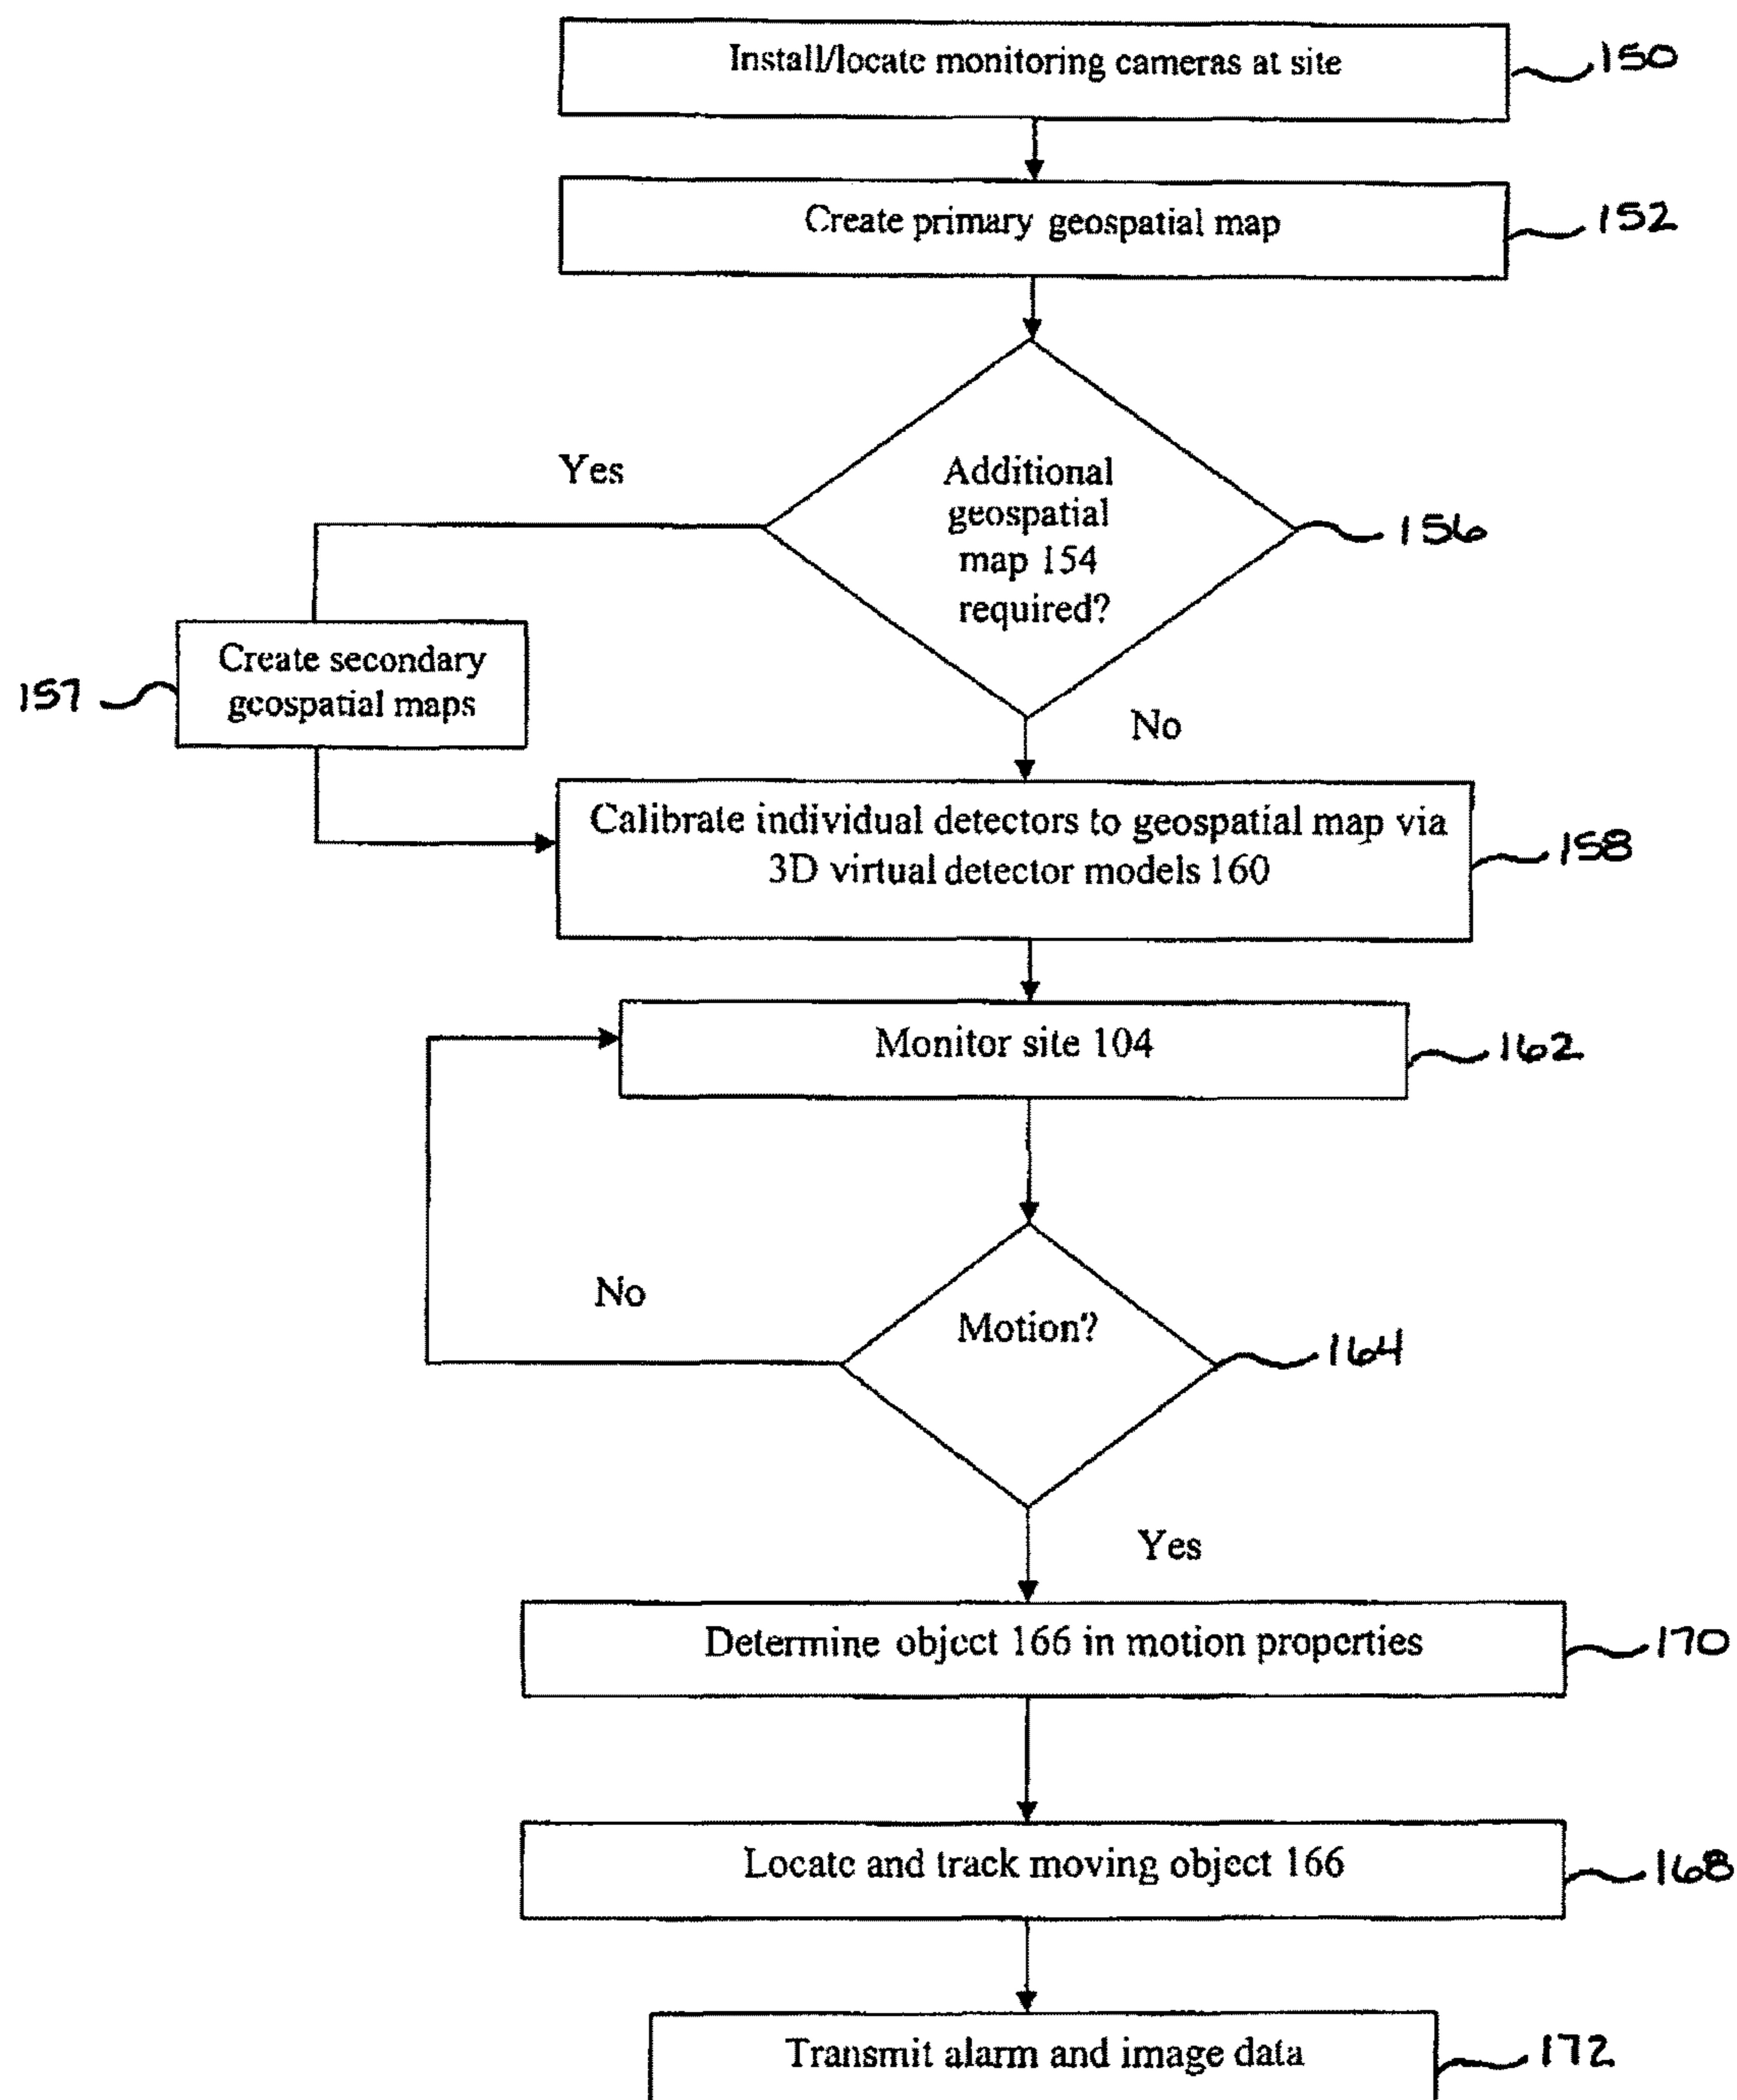 Install/locate monitoring cameras at site
150
Create primary geospatial map
152
Yes
Additional
geospatial
map 154
required?
156
Create secondary
geospatial maps
157
No
Calibrate individual detectors to geospatial map via
3D virtual detector models 160
158
Monitor site 104
162
No
Motion?
164
Yes
Determine object 166 in motion properties
170
Locate and track moving object 166
168
Transmit alarm and image data
172